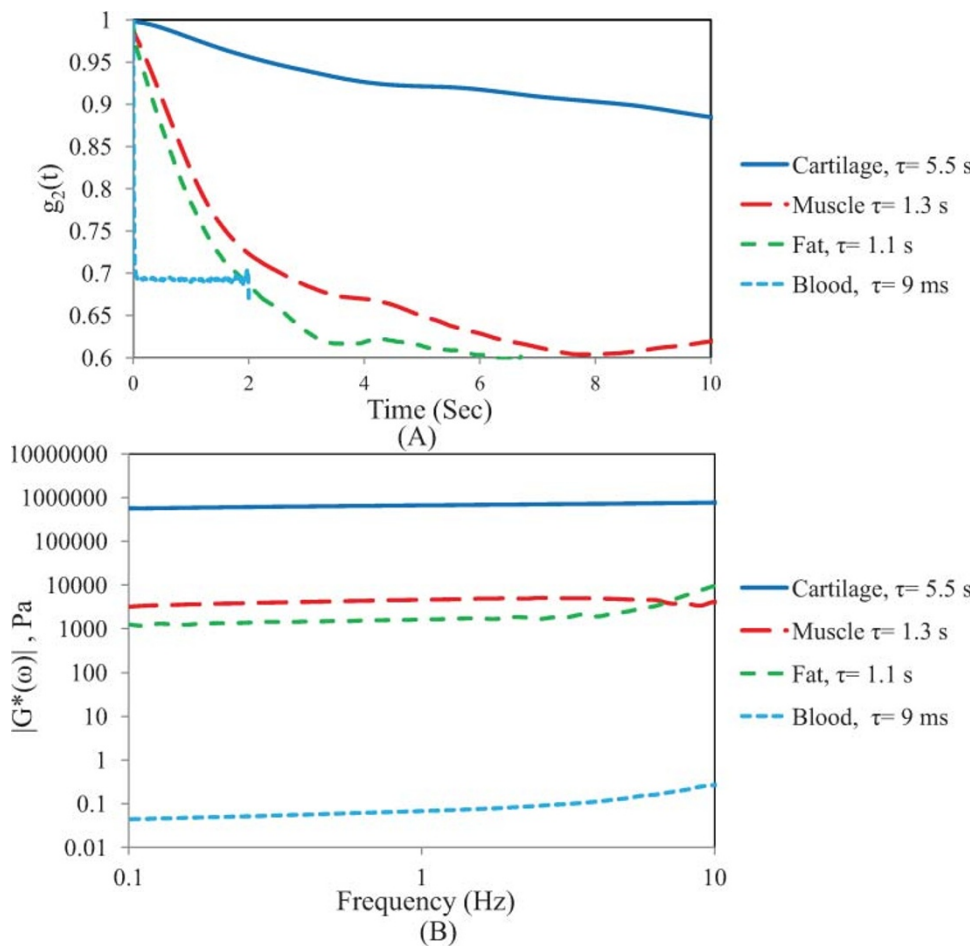 1
0.95
0.9
0.85
0.8
0.75
0.7
0.65
0.6
g₂(t)
0 2 4 6 8 10
Time (Sec)
(A)
Cartilage, τ= 5.5 s
Muscle τ= 1.3 s
Fat, τ= 1.1 s
Blood, τ= 9 ms
10000000
1000000
100000
10000
1000
100
10
1
0.1
0.01
|G*(ω)| , Pa
0.1 1 10
Frequency (Hz)
(B)
Cartilage, τ= 5.5 s
Muscle τ= 1.3 s
Fat, τ= 1.1 s
Blood, τ= 9 ms